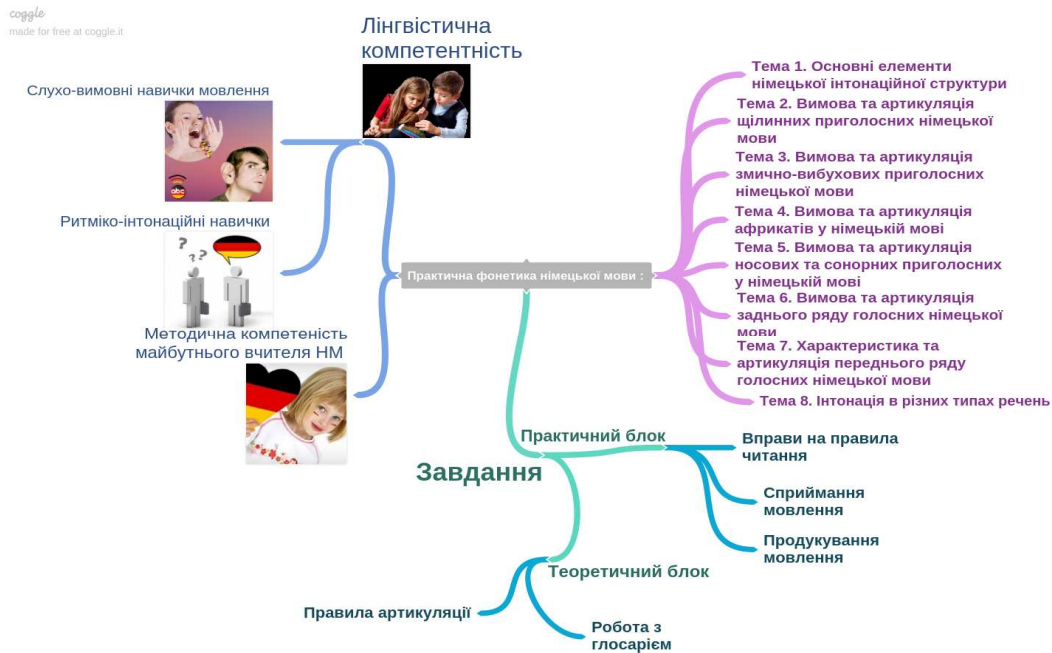 coggle
made for free at coggle.it
Лінгвістична
компетентність
Слухо-вимовні навички мовлення
abc
Ритміко-інтонаційні навички
? ? ?
Методична компетеність
майбутнього вчителя НМ
Практична фонетика німецької мови :
Тема 1. Основні елементи
німецької інтонаційної структури
Тема 2. Вимова та артикуляція
щілинних приголосних німецької
мови
Тема 3. Вимова та артикуляція
змично-вибухових приголосних
німецької мови
Тема 4. Вимова та артикуляція
африкатів у німецькій мові
Тема 5. Вимова та артикуляція
носових та сонорних приголосних
у німецькій мові
Тема 6. Вимова та артикуляція
заднього ряду голосних німецької
мови
Тема 7. Характеристика та
артикуляція переднього ряду
голосних німецької мови
Тема 8. Інтонація в різних типах речень
Завдання
Практичний блок
Вправи на правила
читання
Сприймання
мовлення
Продукування
мовлення
Теоретичний блок
Правила артикуляції
Робота з
глосарієм